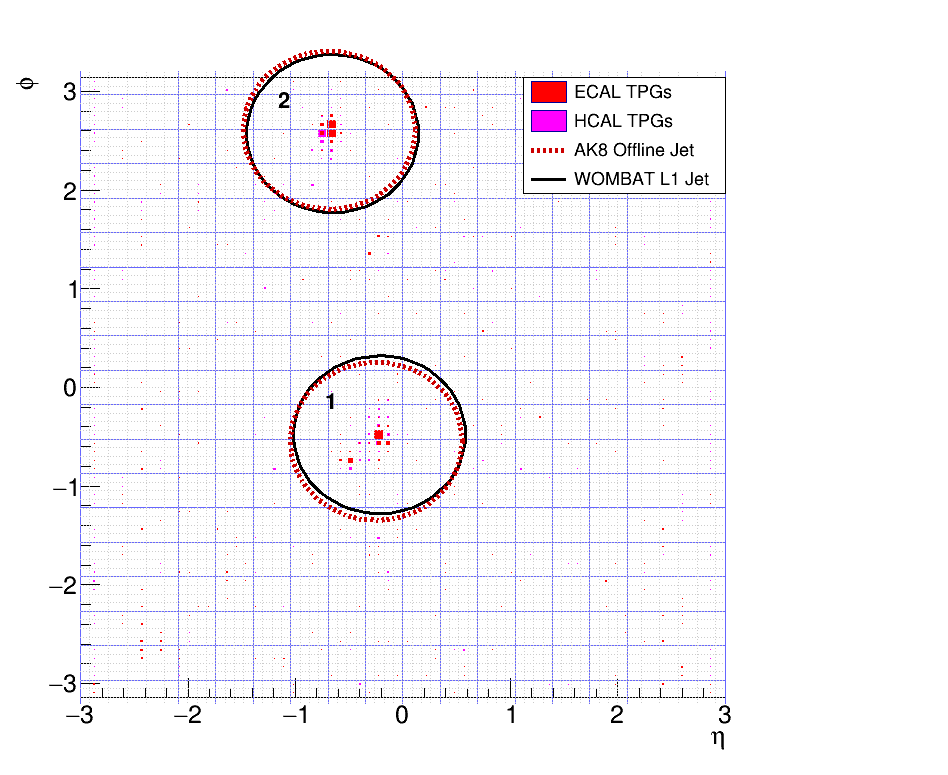 ϕ
3
2
1
0
−1
−2
−3
2
1
ECAL TPGs
HCAL TPGs
AK8 Offline Jet
WOMBAT L1 Jet
−3 −2 −1 0 1 2 3
η